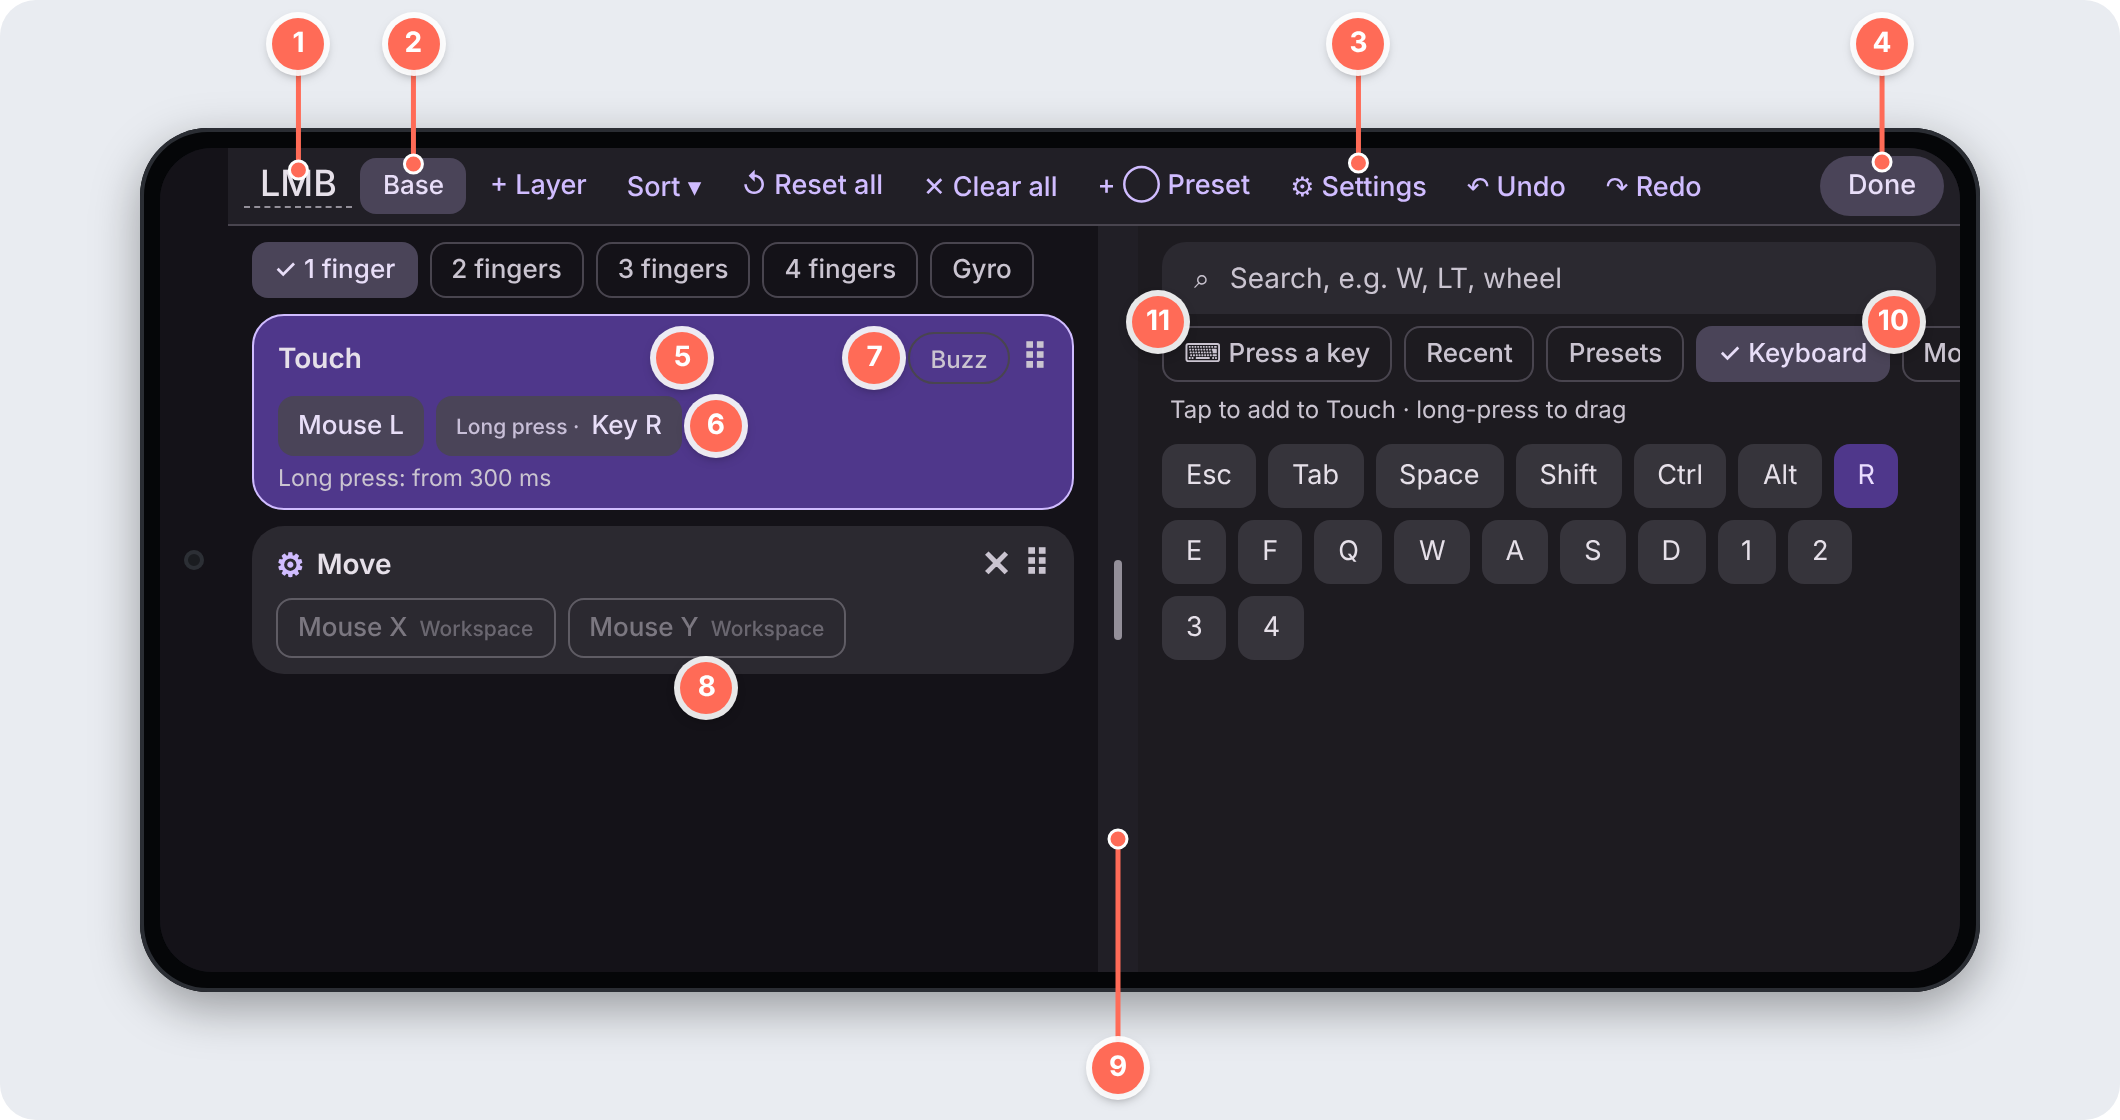 1 2 3 4
LMB Base + Layer Sort ▾ ↺ Reset all ✕ Clear all + ◯ Preset ⚙ Settings ↶ Undo ↷ Redo Done
✓ 1 finger 2 fingers 3 fingers 4 fingers Gyro
Touch 5 7 Buzz
Mouse L Long press · Key R 6
Long press: from 300 ms
⚙ Move ✕
Mouse X Workspace Mouse Y Workspace
8
Search, e.g. W, LT, wheel
11 10
⌨ Press a key Recent Presets ✓ Keyboard Mo
Tap to add to Touch · long-press to drag
Esc Tab Space Shift Ctrl Alt R
E F Q W A S D 1 2
3 4
9